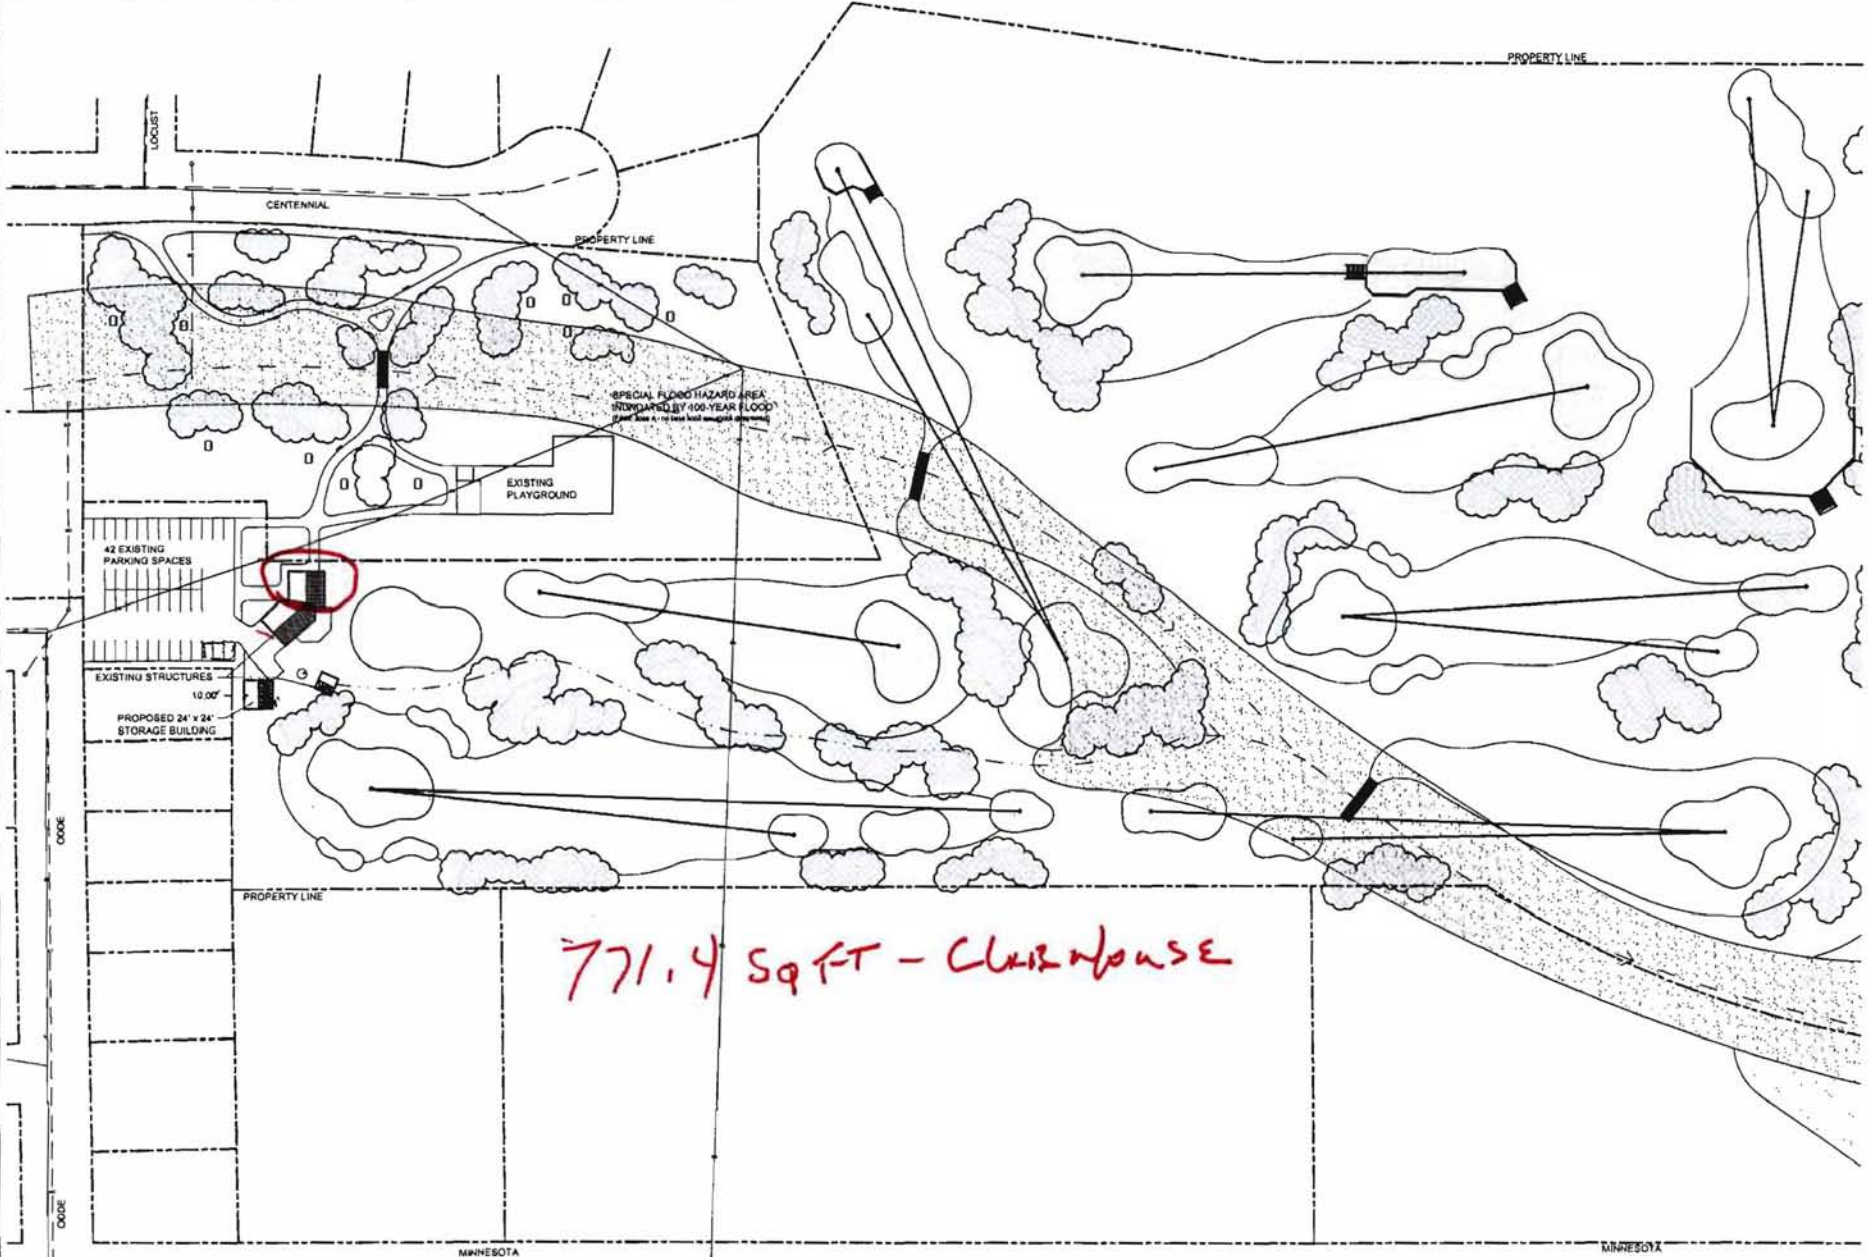 PROPERTY LINE
LOCUST
CENTENNIAL
PROPERTY LINE
SPECIAL FLOOD HAZARD AREA
INUNDATED BY 100-YEAR FLOOD
EXISTING
PLAYGROUND
42 EXISTING
PARKING SPACES
EXISTING STRUCTURES
10.00'
PROPOSED 24' x 24'
STORAGE BUILDING
DODE
PROPERTY LINE
771.4 SqFT - CLUBHOUSE
DODE
MINNESOTA
MINNESOTA